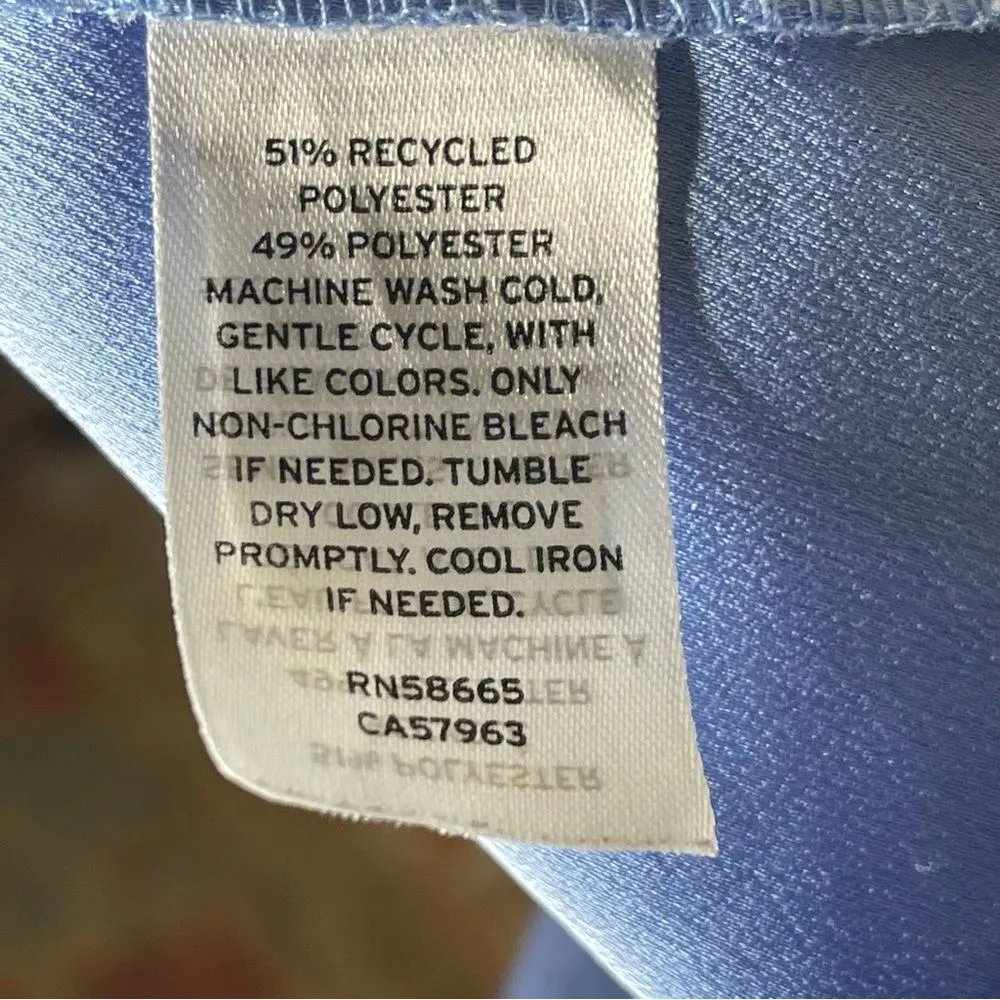 51% RECYCLED
POLYESTER
49% POLYESTER
MACHINE WASH COLD,
GENTLE CYCLE, WITH
LIKE COLORS. ONLY
NON-CHLORINE BLEACH
IF NEEDED. TUMBLE
DRY LOW, REMOVE
PROMPTLY. COOL IRON
IF NEEDED.
RN58665
CA57963